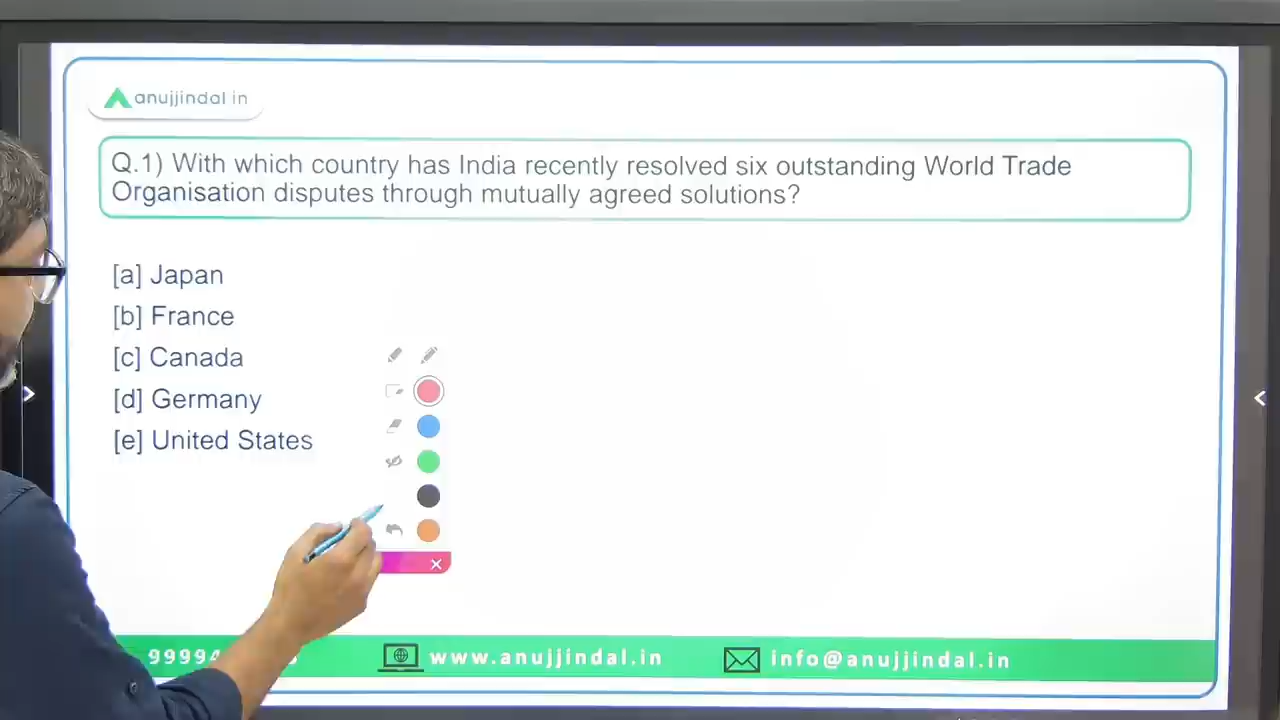 anujjindal in
Q.1) With which country has India recently resolved six outstanding World Trade
Organisation disputes through mutually agreed solutions?
[a] Japan
[b] France
[c] Canada
[d] Germany
[e] United States
www.anujjindal.in
info@anujjindal.in